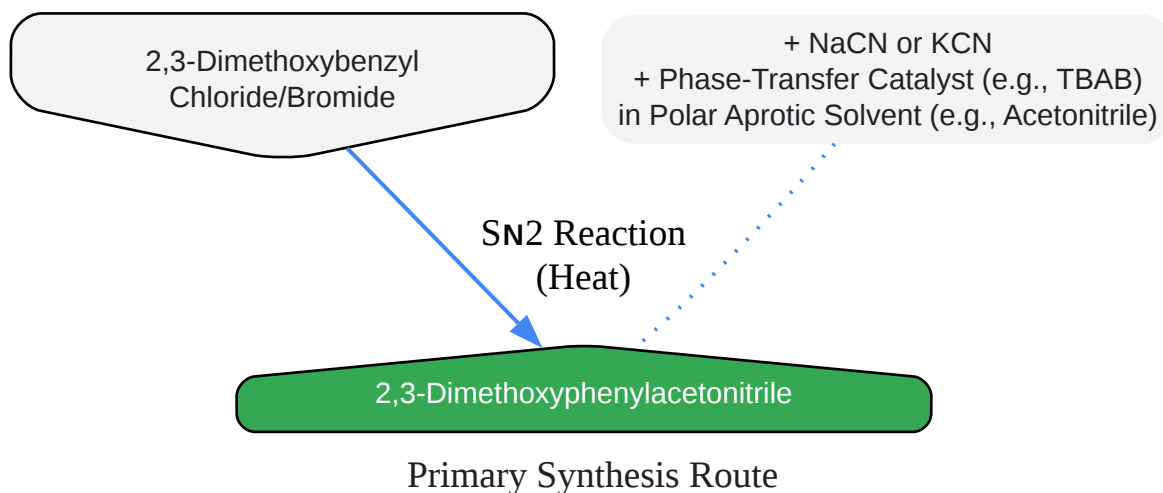 2,3-Dimethoxybenzyl
Chloride/Bromide
+ NaCN or KCN
+ Phase-Transfer Catalyst (e.g., TBAB)
in Polar Aprotic Solvent (e.g., Acetonitrile)
Sɴ2 Reaction
(Heat)
2,3-Dimethoxyphenylacetonitrile
Primary Synthesis Route